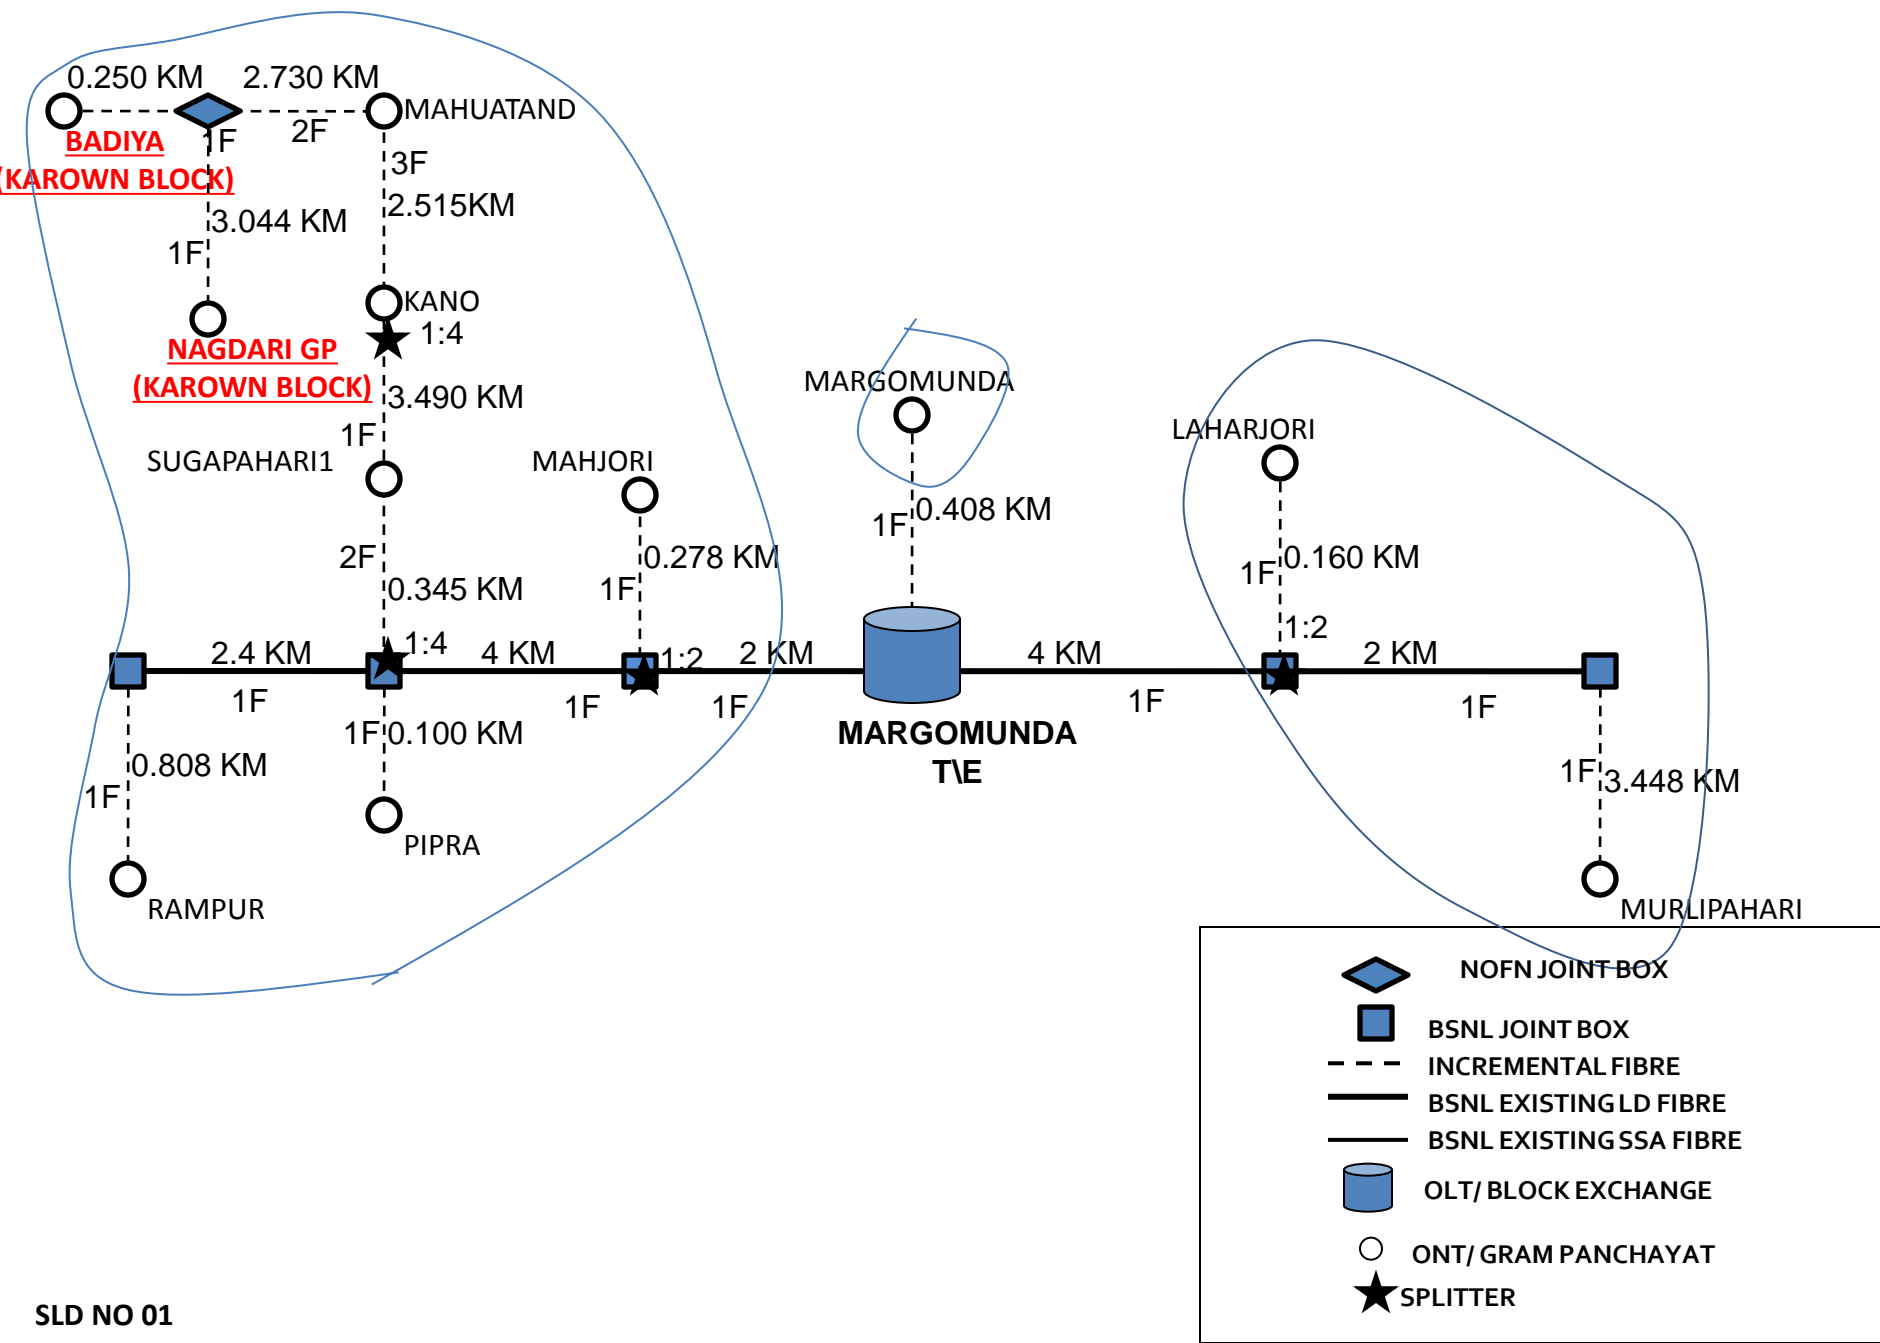 0.250 KM
2.730 KM
MAHUATAND
1F
2F
BADIYA
(KAROWN BLOCK)
3F
2.515KM
3.044 KM
1F
KANO
1:4
NAGDARI GP
(KAROWN BLOCK)
3.490 KM
1F
SUGAPAHARI1
MAHJORI
MARGOMUNDA
LAHARJORI
0.408 KM
1F
2F
0.345 KM
0.278 KM
1F
0.160 KM
1F
1:2
1:4
1:2
2.4 KM
4 KM
2 KM
4 KM
2 KM
1F
1F
1F
1F
1F
1F
0.100 KM
MARGOMUNDA
T\E
0.808 KM
1F
1F
3.448 KM
PIPRA
RAMPUR
MURLIPAHARI
NOFN JOINT BOX
BSNL JOINT BOX
INCREMENTAL FIBRE
BSNL EXISTING LD FIBRE
BSNL EXISTING SSA FIBRE
OLT/ BLOCK EXCHANGE
ONT/ GRAM PANCHAYAT
SPLITTER
SLD NO 01